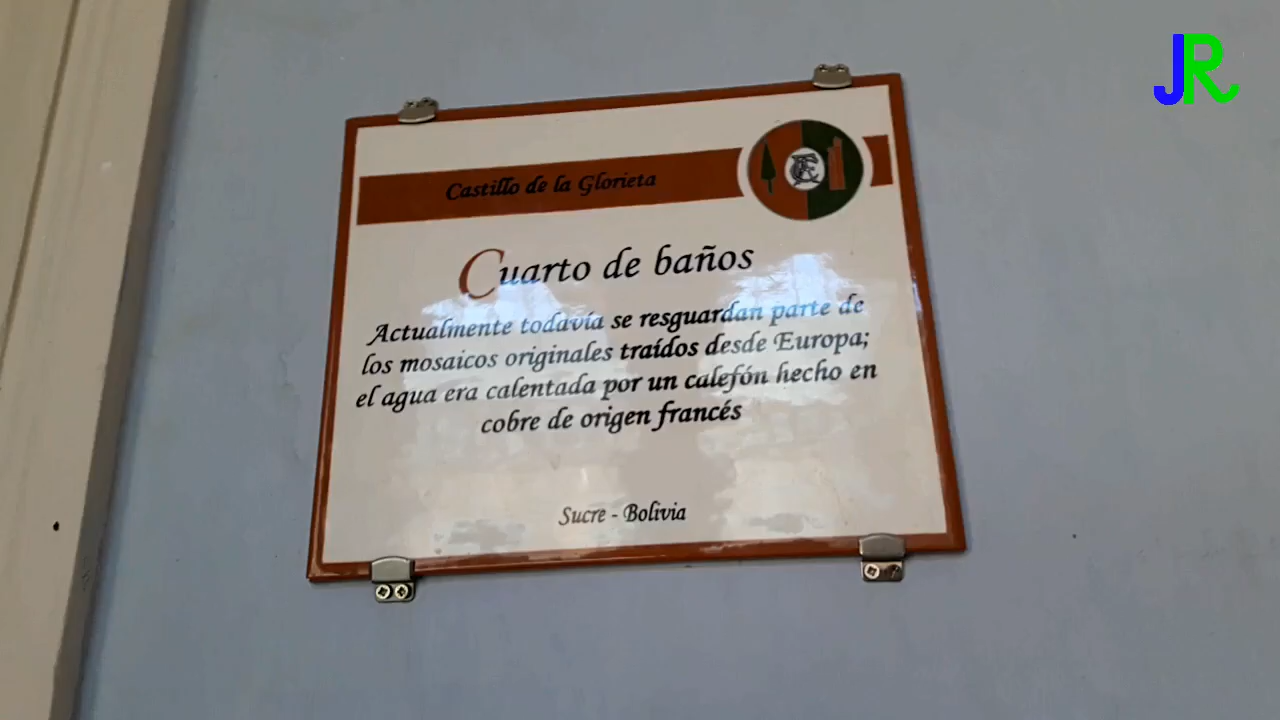 JR
Castillo de la Glorieta
Cuarto de baños
Actualmente todavía se resguardan parte de
los mosaicos originales traídos desde Europa;
el agua era calentada por un calefón hecho en
cobre de origen francés
Sucre - Bolivia